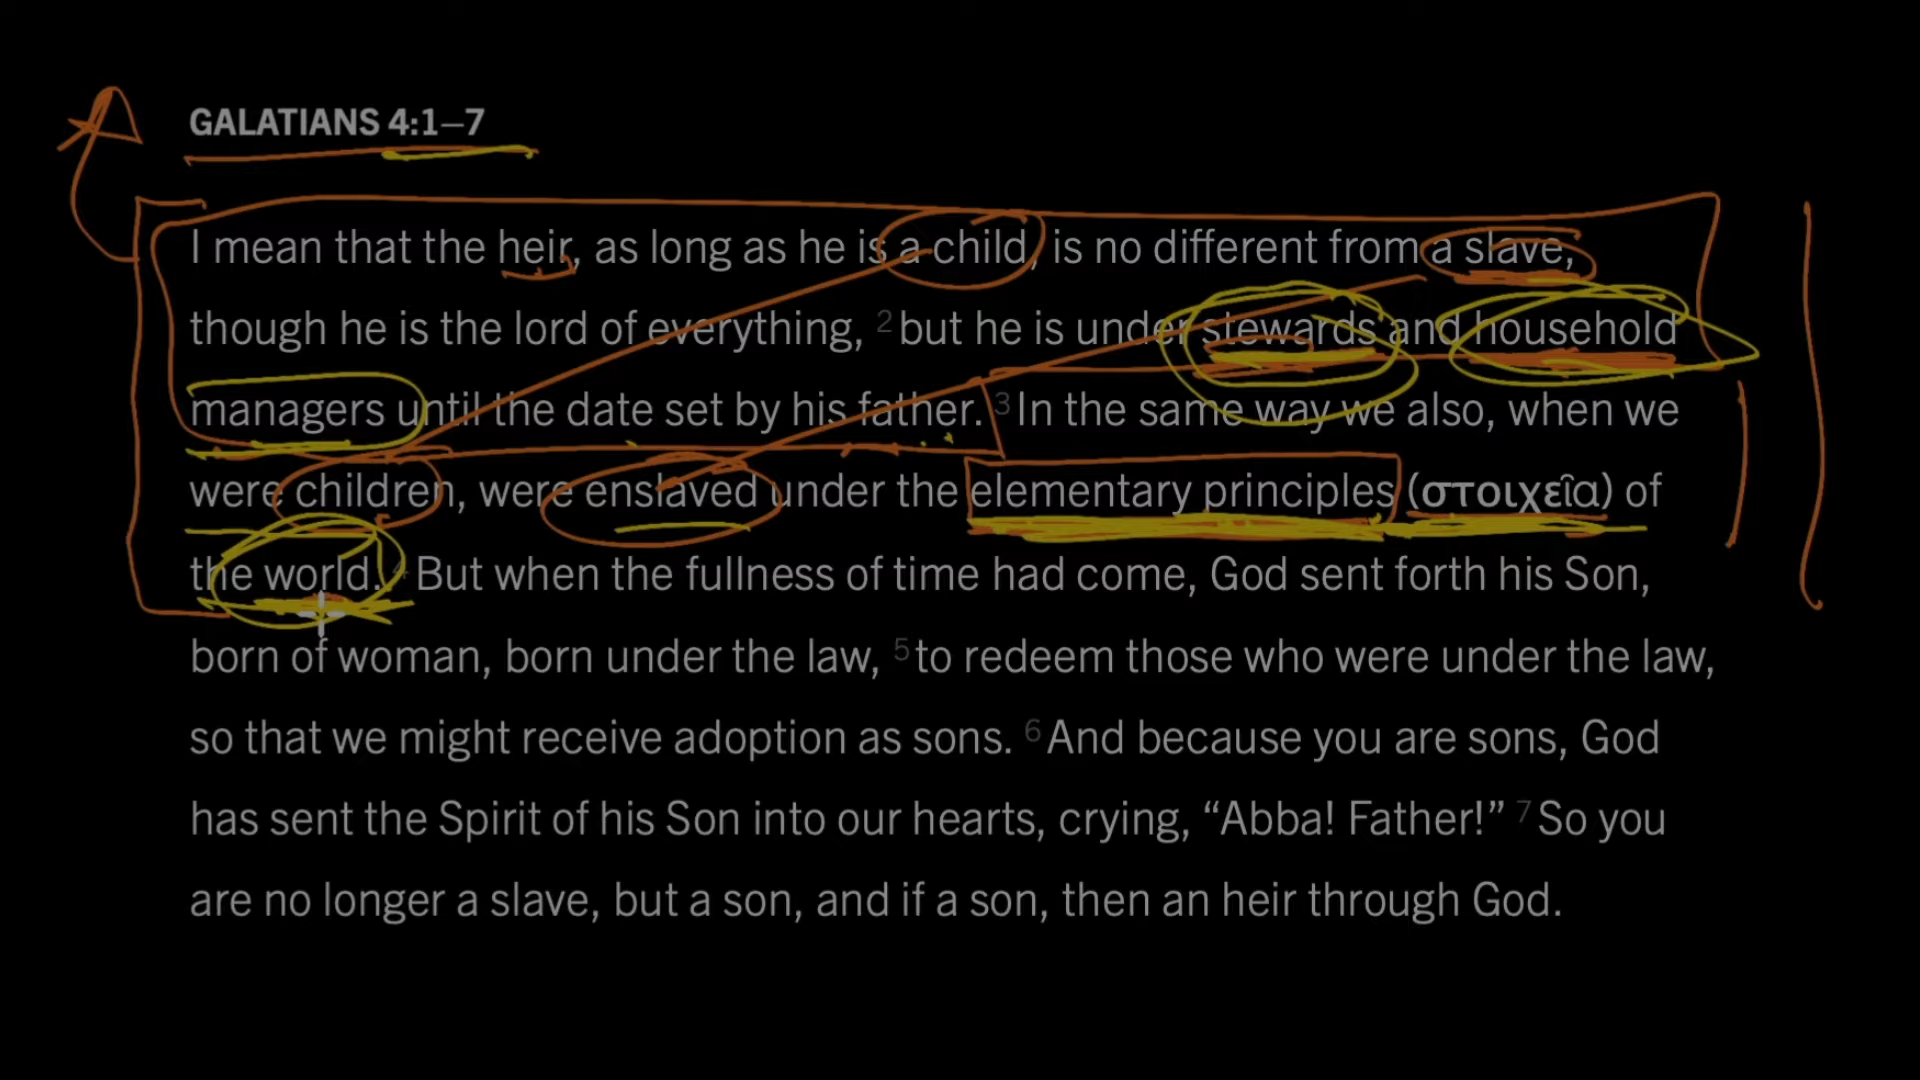 GALATIANS 4:1–7
I mean that the heir, as long as he is a child, is no different from a slave,
though he is the lord of everything, 2 but he is under stewards and household
managers until the date set by his father. 3 In the same way we also, when we
were children, were enslaved under the elementary principles (στοιχεῖα) of
the world. 4 But when the fullness of time had come, God sent forth his Son,
born of woman, born under the law, 5 to redeem those who were under the law,
so that we might receive adoption as sons. 6 And because you are sons, God
has sent the Spirit of his Son into our hearts, crying, “Abba! Father!” 7 So you
are no longer a slave, but a son, and if a son, then an heir through God.